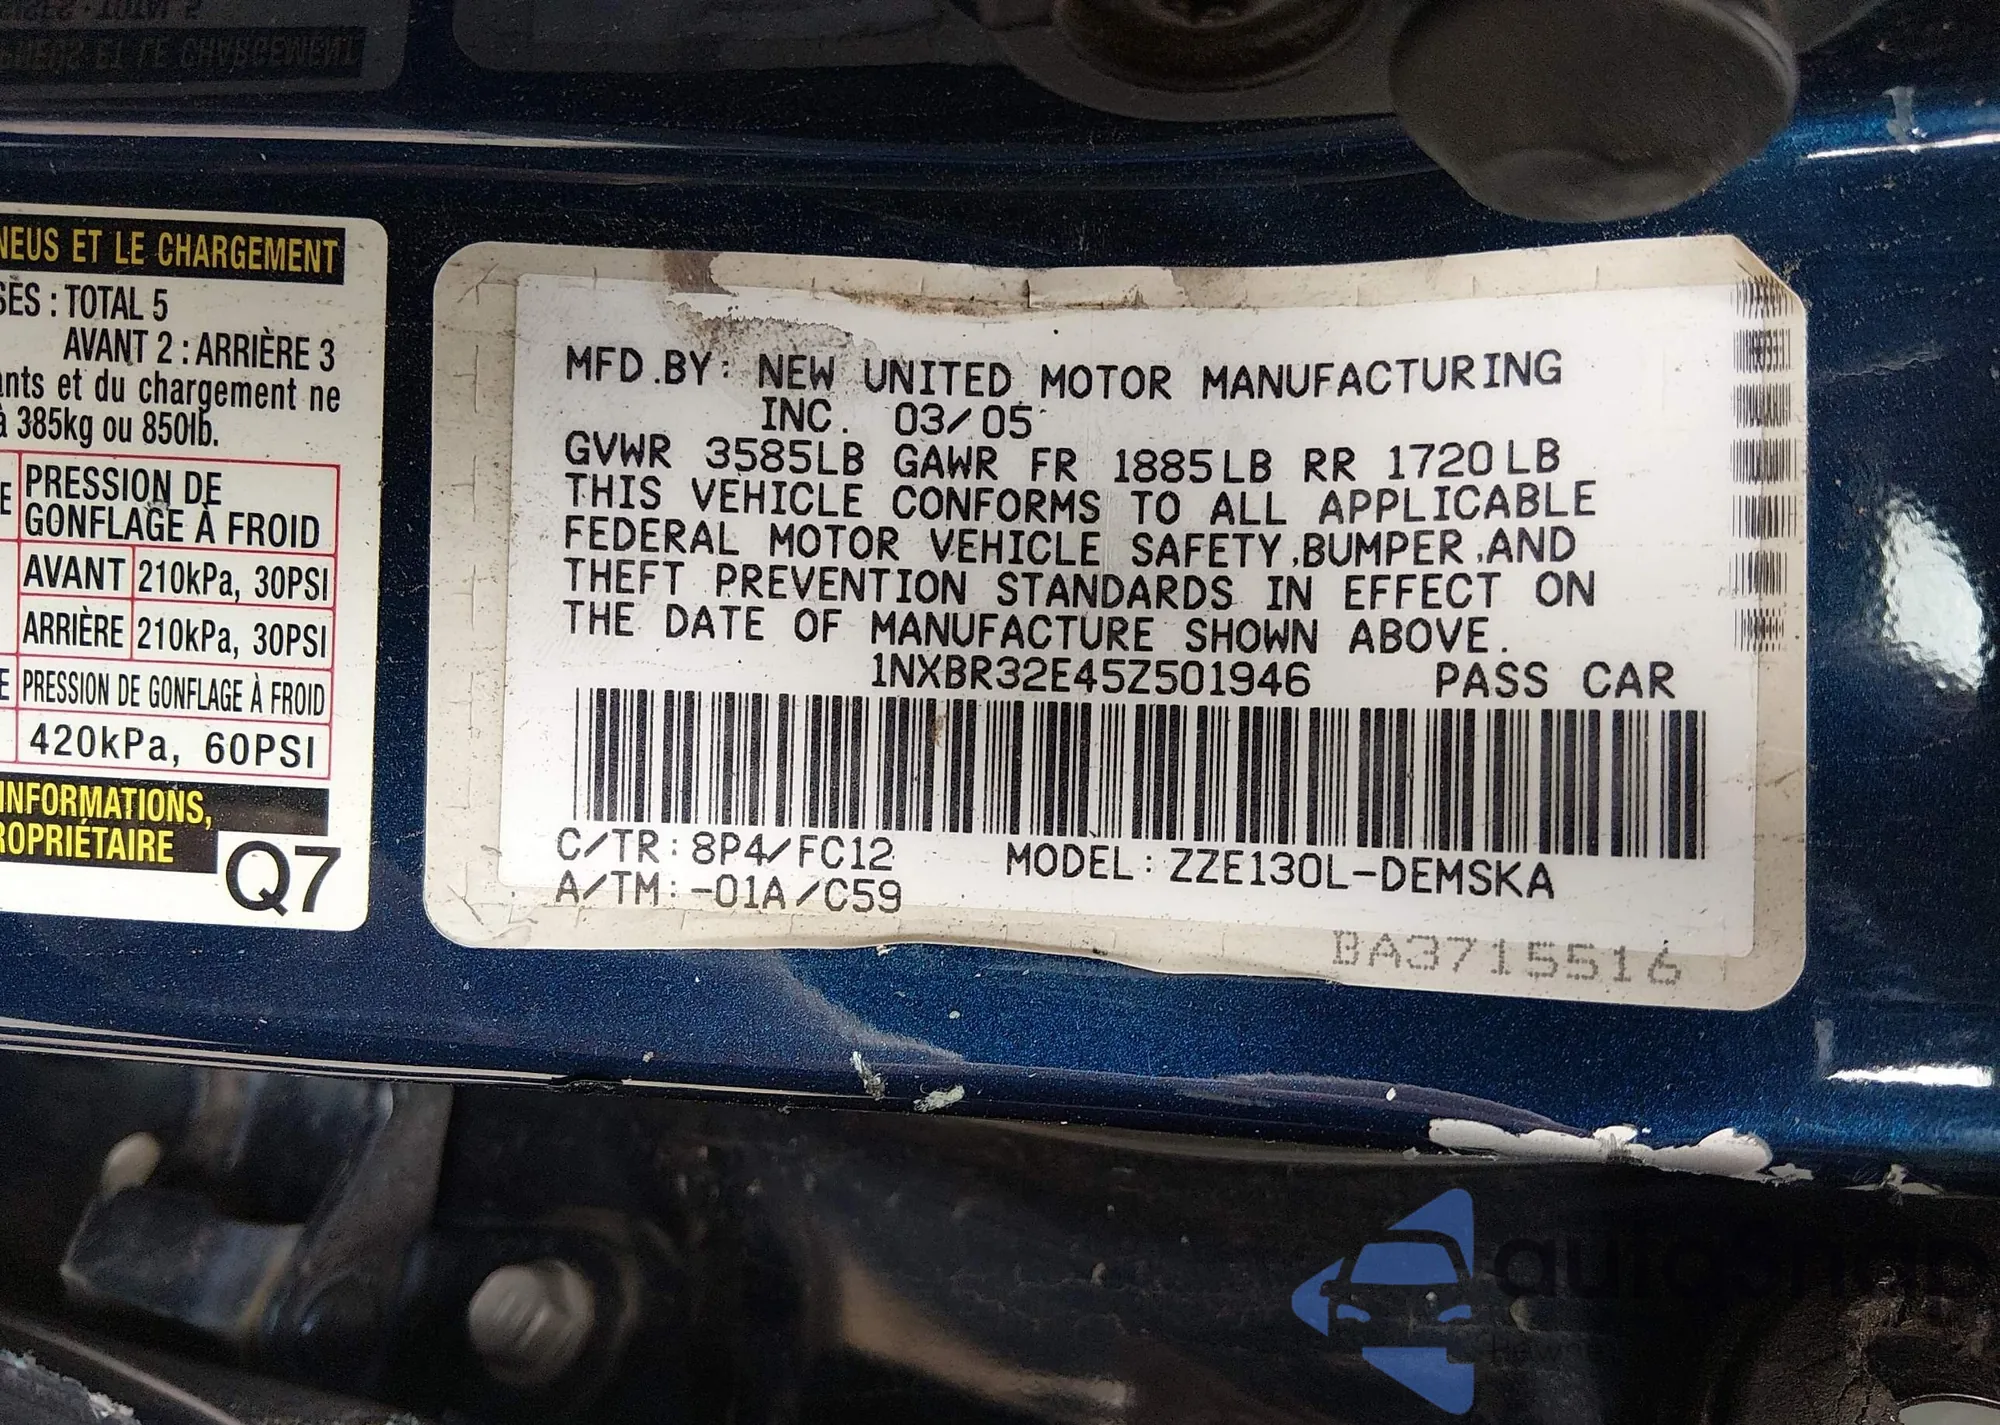 NEUS ET LE CHARGEMENT
TOTAL 5
AVANT 2 : ARRIÈRE 3
et du chargement ne
à 385kg ou 850lb.
PRESSION DE
GONFLAGE À FROID
AVANT 210kPa, 30PSI
ARRIÈRE 210kPa, 30PSI
PRESSION DE GONFLAGE À FROID
420kPa, 60PSI
INFORMATIONS,
Q7
MFD.BY: NEW UNITED MOTOR MANUFACTURING
INC. 03/05
GVWR 3585LB GAWR FR 1885LB RR 1720LB
THIS VEHICLE CONFORMS TO ALL APPLICABLE
FEDERAL MOTOR VEHICLE SAFETY,BUMPER,AND
THEFT PREVENTION STANDARDS IN EFFECT ON
THE DATE OF MANUFACTURE SHOWN ABOVE.
1NXBR32E45Z501946 PASS CAR
C/TR:8P4/FC12 MODEL:ZZE130L-DEMSKA
A/TM:-01A/C59
BA3715516